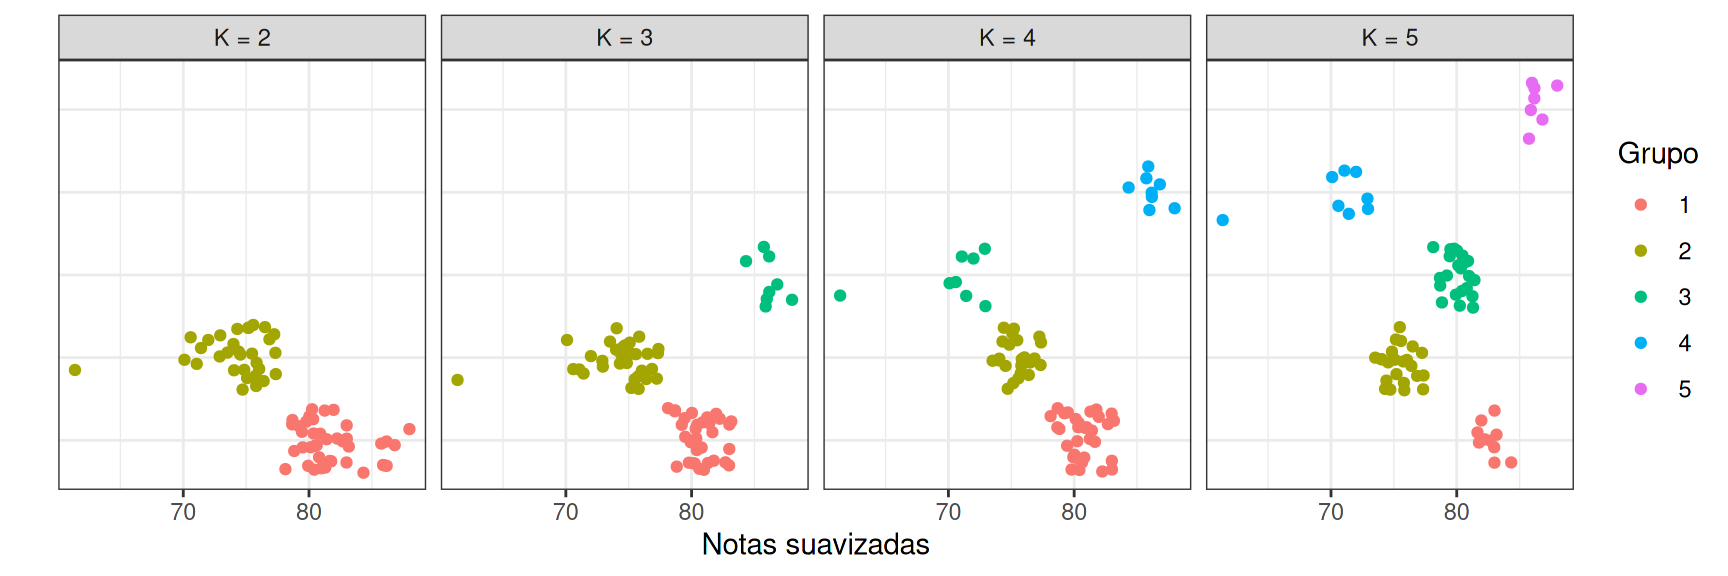 K = 2
K = 3
K = 4
K = 5
70 80
70 80
70 80
70 80
Notas suavizadas
Grupo
1
2
3
4
5